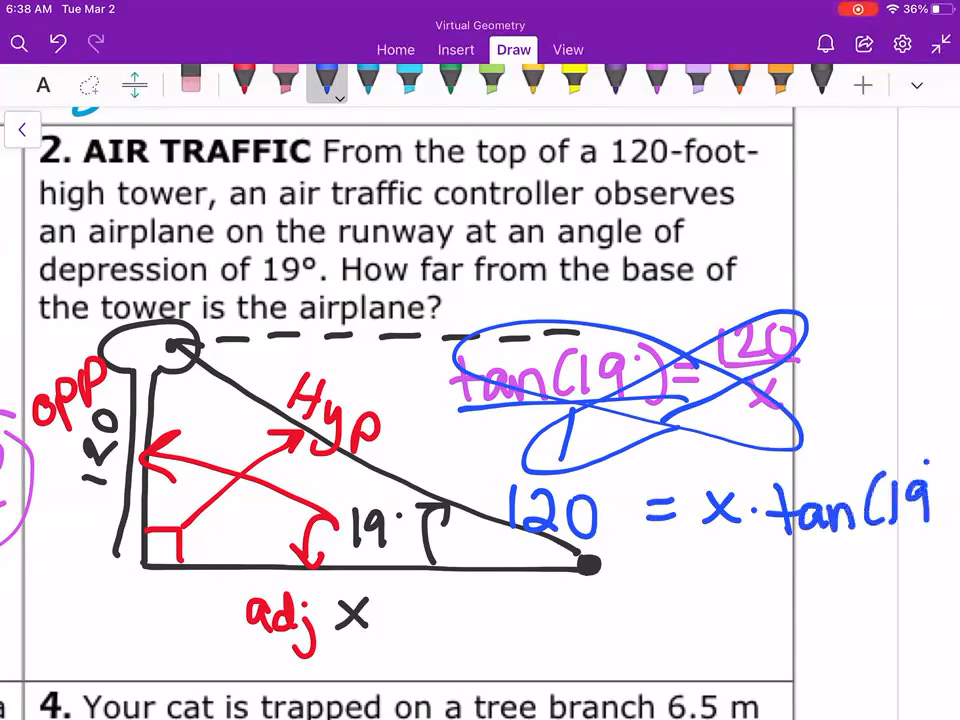 6:38 AM Tue Mar 2
36%
Virtual Geometry
Home Insert Draw View
A
2. AIR TRAFFIC From the top of a 120-foot-
high tower, an air traffic controller observes
an airplane on the runway at an angle of
depression of 19°. How far from the base of
the tower is the airplane?
opp
120
Hyp
19°
adj x
tan(19°) = 120
x
1
120 = x · tan(19°
4. Your cat is trapped on a tree branch 6.5 m